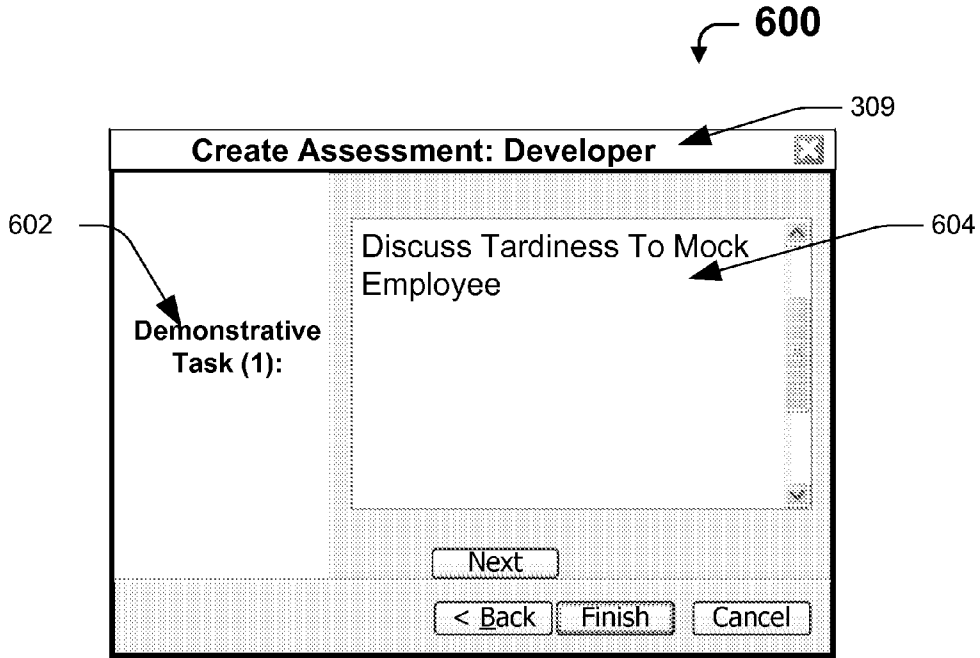 600
309
Create Assessment: Developer
602
604
Discuss Tardiness To Mock
Employee
Demonstrative
Task (1):
Next
< Back
Finish
Cancel